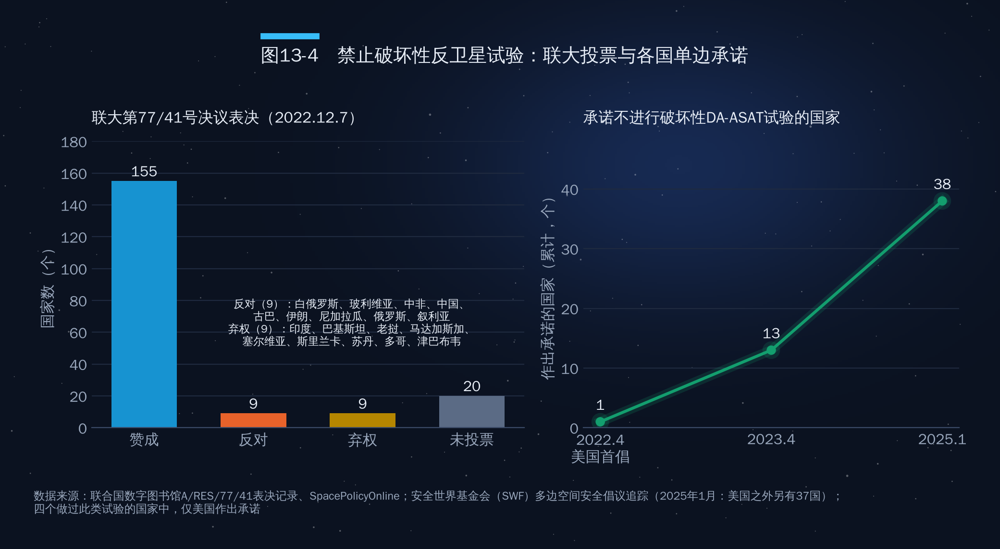 图13-4　禁止破坏性反卫星试验：联大投票与各国单边承诺
联大第77/41号决议表决（2022.12.7）
国家数（个）
180
160
140
120
100
80
60
40
20
0
155
9
9
20
反对（9）：白俄罗斯、玻利维亚、中非、中国、
古巴、伊朗、尼加拉瓜、俄罗斯、叙利亚
弃权（9）：印度、巴基斯坦、老挝、马达加斯加、
塞尔维亚、斯里兰卡、苏丹、多哥、津巴布韦
赞成
反对
弃权
未投票
承诺不进行破坏性DA-ASAT试验的国家
作出承诺的国家（累计，个）
40
30
20
10
0
1
13
38
2022.4
美国首倡
2023.4
2025.1
数据来源：联合国数字图书馆A/RES/77/41表决记录、SpacePolicyOnline；安全世界基金会（SWF）多边空间安全倡议追踪（2025年1月：美国之外另有37国）；
四个做过此类试验的国家中，仅美国作出承诺